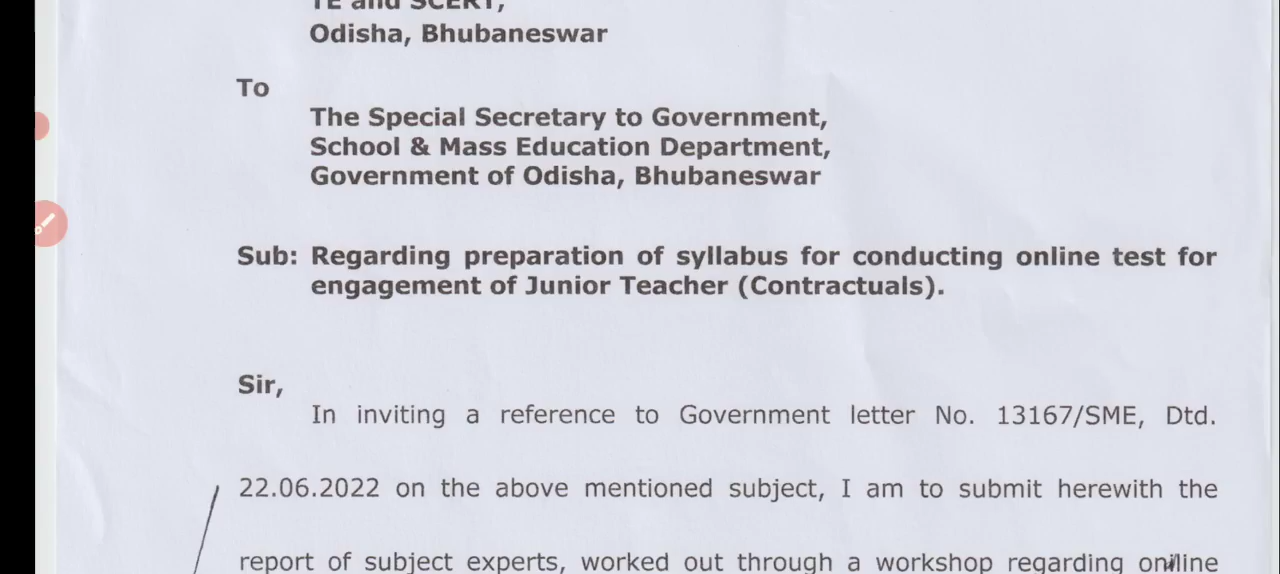 TE and SCERT,
Odisha, Bhubaneswar
To
The Special Secretary to Government,
School & Mass Education Department,
Government of Odisha, Bhubaneswar
Sub: Regarding preparation of syllabus for conducting online test for
engagement of Junior Teacher (Contractuals).
Sir,
In inviting a reference to Government letter No. 13167/SME, Dtd.
22.06.2022 on the above mentioned subject, I am to submit herewith the
report of subject experts, worked out through a workshop regarding online